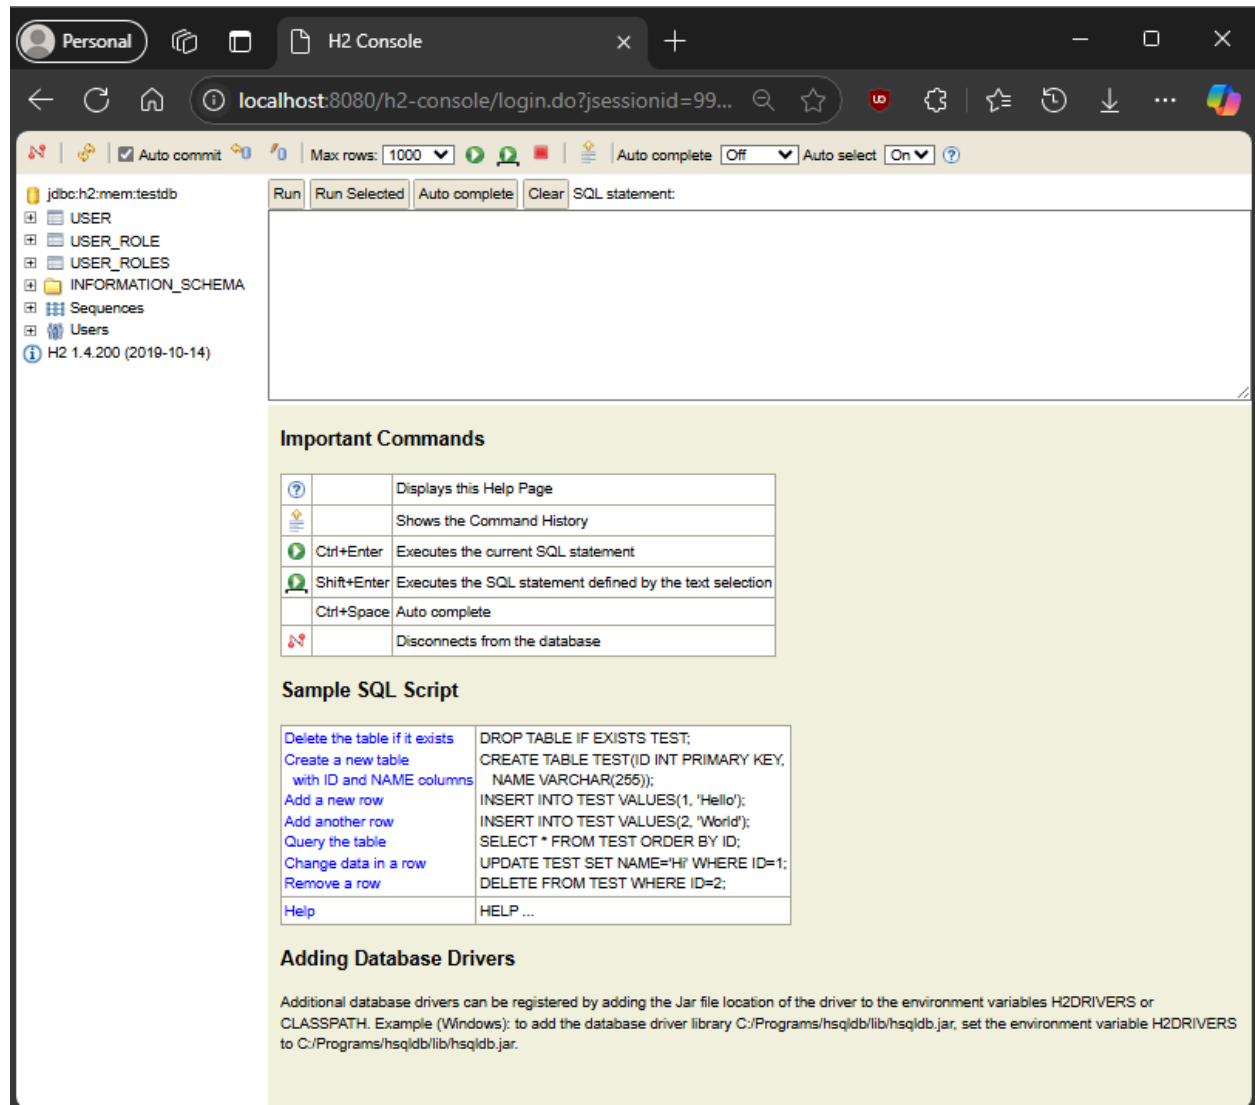 Personal
H2 Console
localhost:8080/h2-console/login.do?jsessionid=99...
Auto commit
Max rows: 1000
Auto complete Off
Auto select On
jdbc:h2:mem:testdb
USER
USER_ROLE
USER_ROLES
INFORMATION_SCHEMA
Sequences
Users
H2 1.4.200 (2019-10-14)
Run Run Selected Auto complete Clear SQL statement:
Important Commands
Displays this Help Page
Shows the Command History
Ctrl+Enter Executes the current SQL statement
Shift+Enter Executes the SQL statement defined by the text selection
Ctrl+Space Auto complete
Disconnects from the database
Sample SQL Script
Delete the table if it exists DROP TABLE IF EXISTS TEST;
Create a new table CREATE TABLE TEST(ID INT PRIMARY KEY,
with ID and NAME columns NAME VARCHAR(255));
Add a new row INSERT INTO TEST VALUES(1, 'Hello');
Add another row INSERT INTO TEST VALUES(2, 'World');
Query the table SELECT * FROM TEST ORDER BY ID;
Change data in a row UPDATE TEST SET NAME='Hi' WHERE ID=1;
Remove a row DELETE FROM TEST WHERE ID=2;
Help HELP ...
Adding Database Drivers
Additional database drivers can be registered by adding the Jar file location of the driver to the environment variables H2DRIVERS or
CLASSPATH. Example (Windows): to add the database driver library C:/Programs/hsqldb/lib/hsqldb.jar, set the environment variable H2DRIVERS
to C:/Programs/hsqldb/lib/hsqldb.jar.